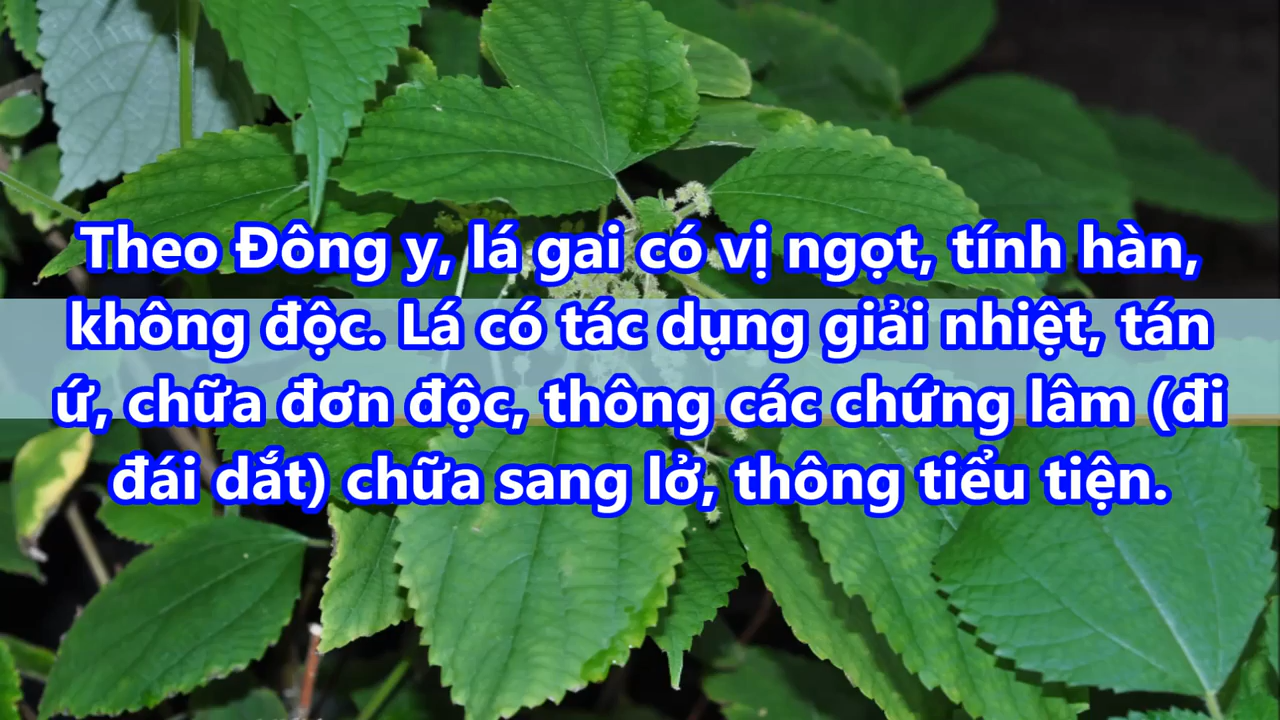 Theo Đông y, lá gai có vị ngọt, tính hàn,
không độc. Lá có tác dụng giải nhiệt, tán
ứ, chữa đơn độc, thông các chứng lâm (đi
đái dắt) chữa sang lở, thông tiểu tiện.